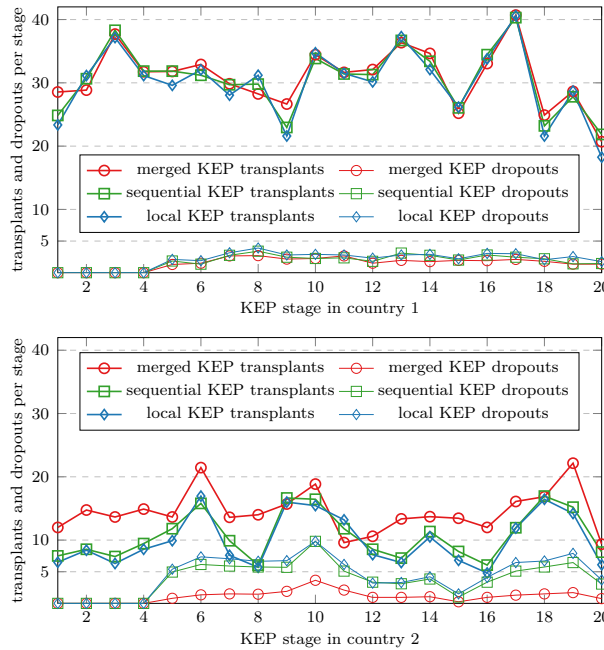 transplants and dropouts per stage
40
30
20
10
5
merged KEP transplants
merged KEP dropouts
sequential KEP transplants
sequential KEP dropouts
local KEP transplants
local KEP dropouts
2 4 6 8 10 12 14 16 18 20
KEP stage in country 1
transplants and dropouts per stage
40
30
20
10
5
merged KEP transplants
merged KEP dropouts
sequential KEP transplants
sequential KEP dropouts
local KEP transplants
local KEP dropouts
2 4 6 8 10 12 14 16 18 20
KEP stage in country 2